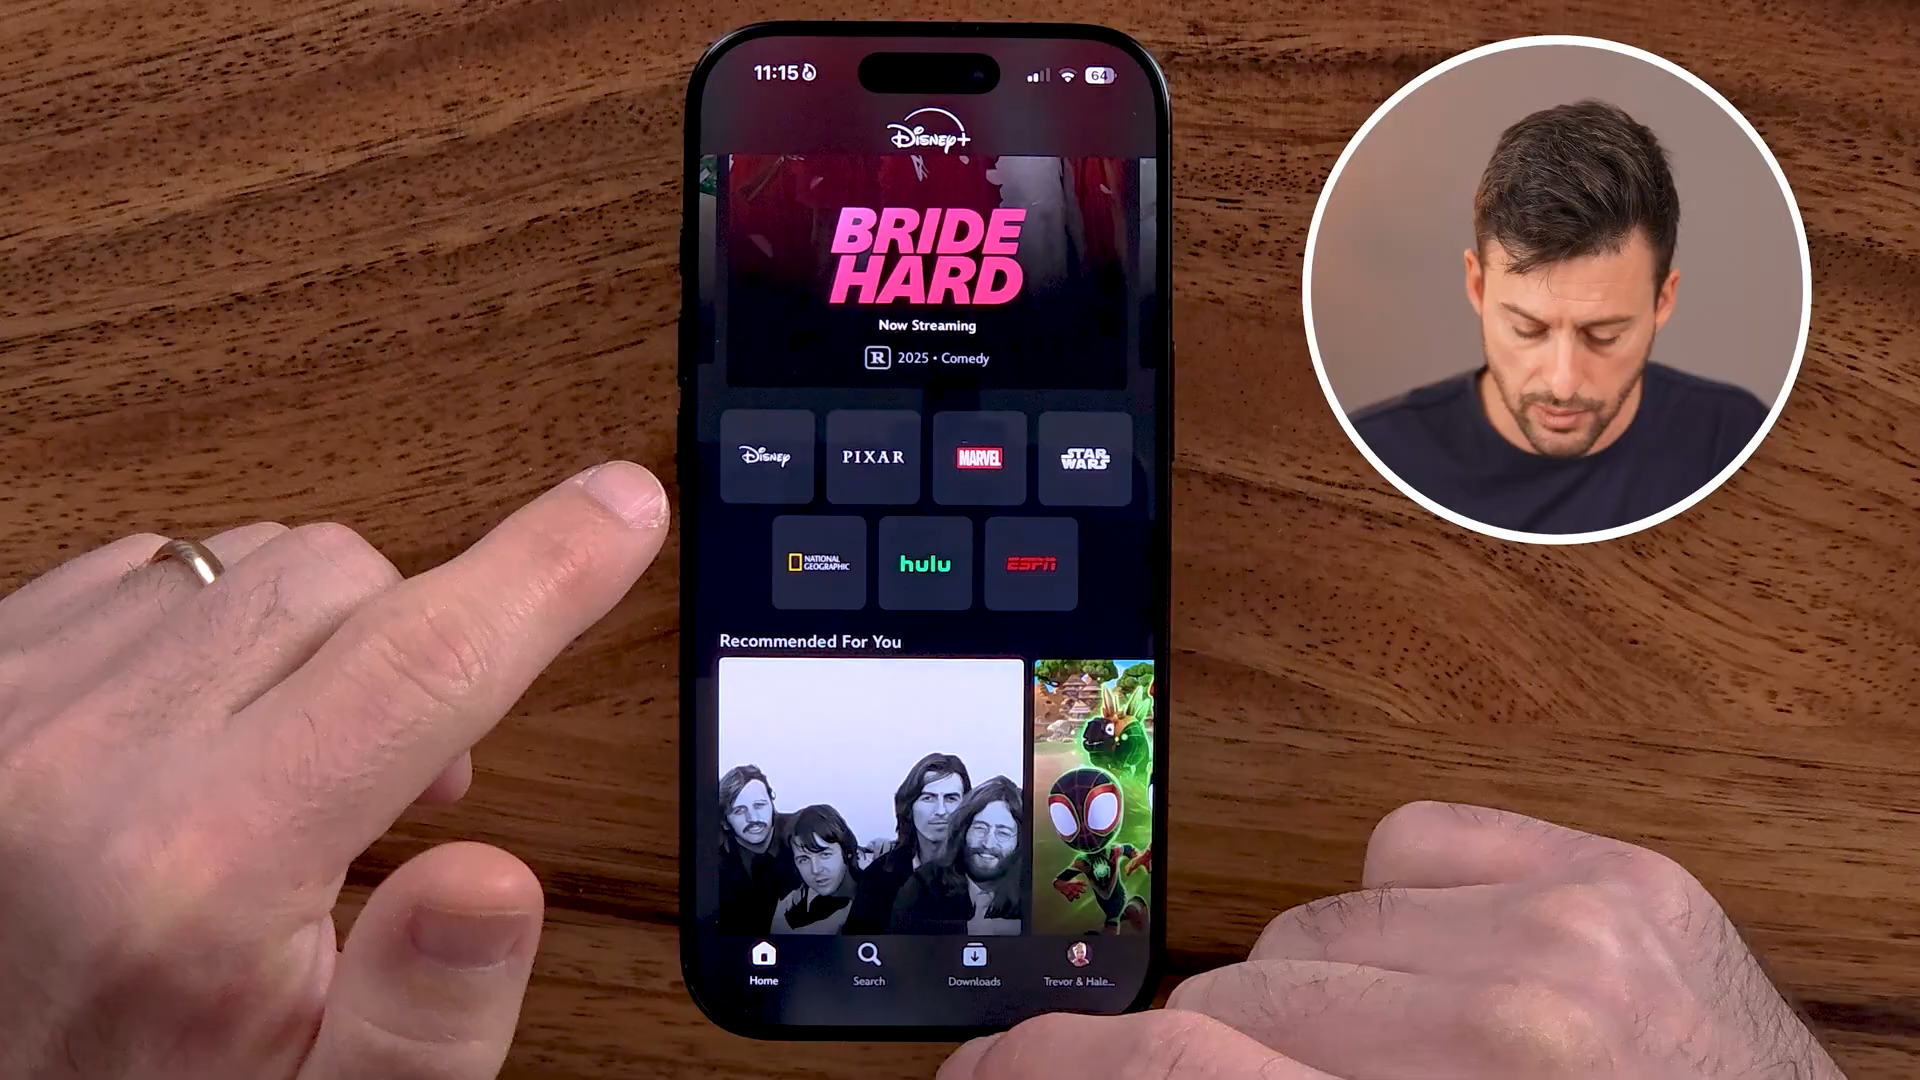 11:15
64
Disney+
BRIDE
HARD
Now Streaming
R 2025 • Comedy
Disney
PIXAR
MARVEL
STAR
WARS
NATIONAL
GEOGRAPHIC
hulu
ESPN
Recommended For You
Home
Search
Downloads
Trevor & Hale...